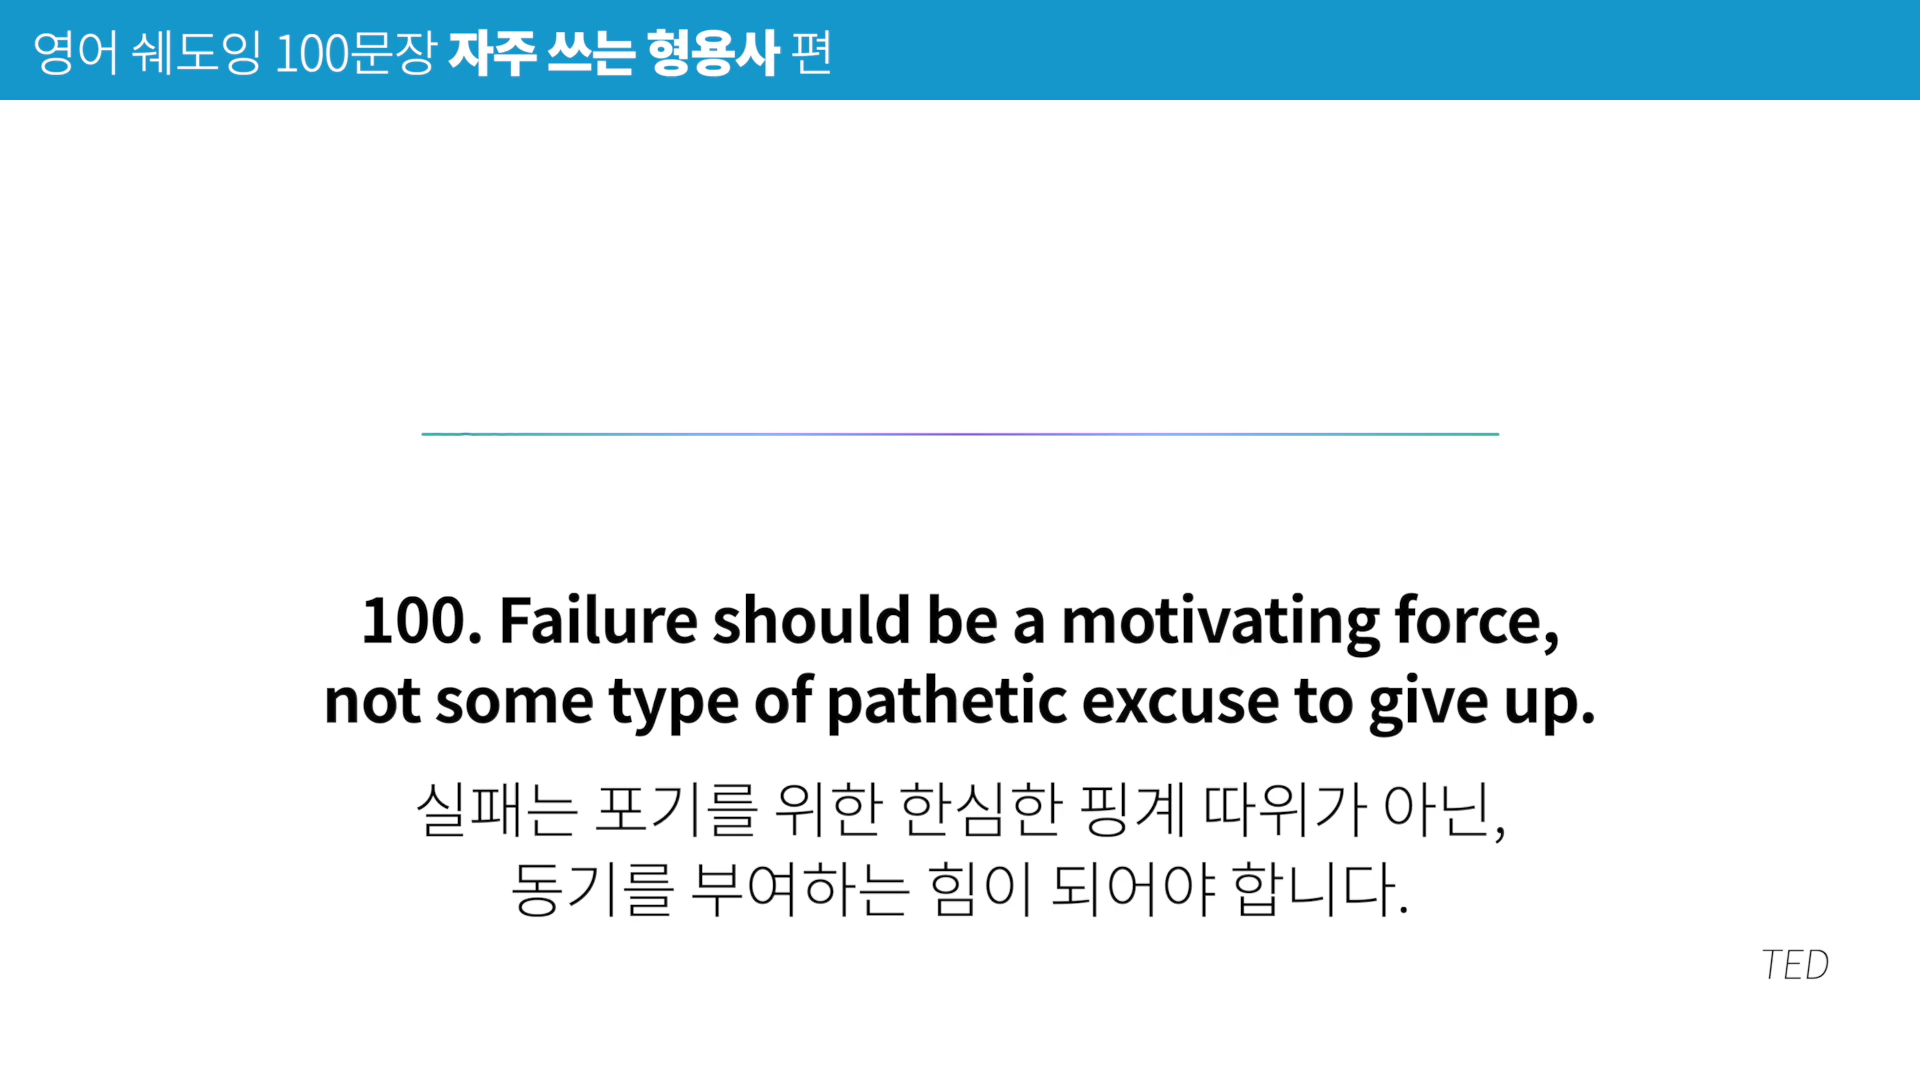 영어 쉐도잉 100문장 자주 쓰는 형용사 편
100. Failure should be a motivating force,
not some type of pathetic excuse to give up.
실패는 포기를 위한 한심한 핑계 따위가 아닌,
동기를 부여하는 힘이 되어야 합니다.
TED